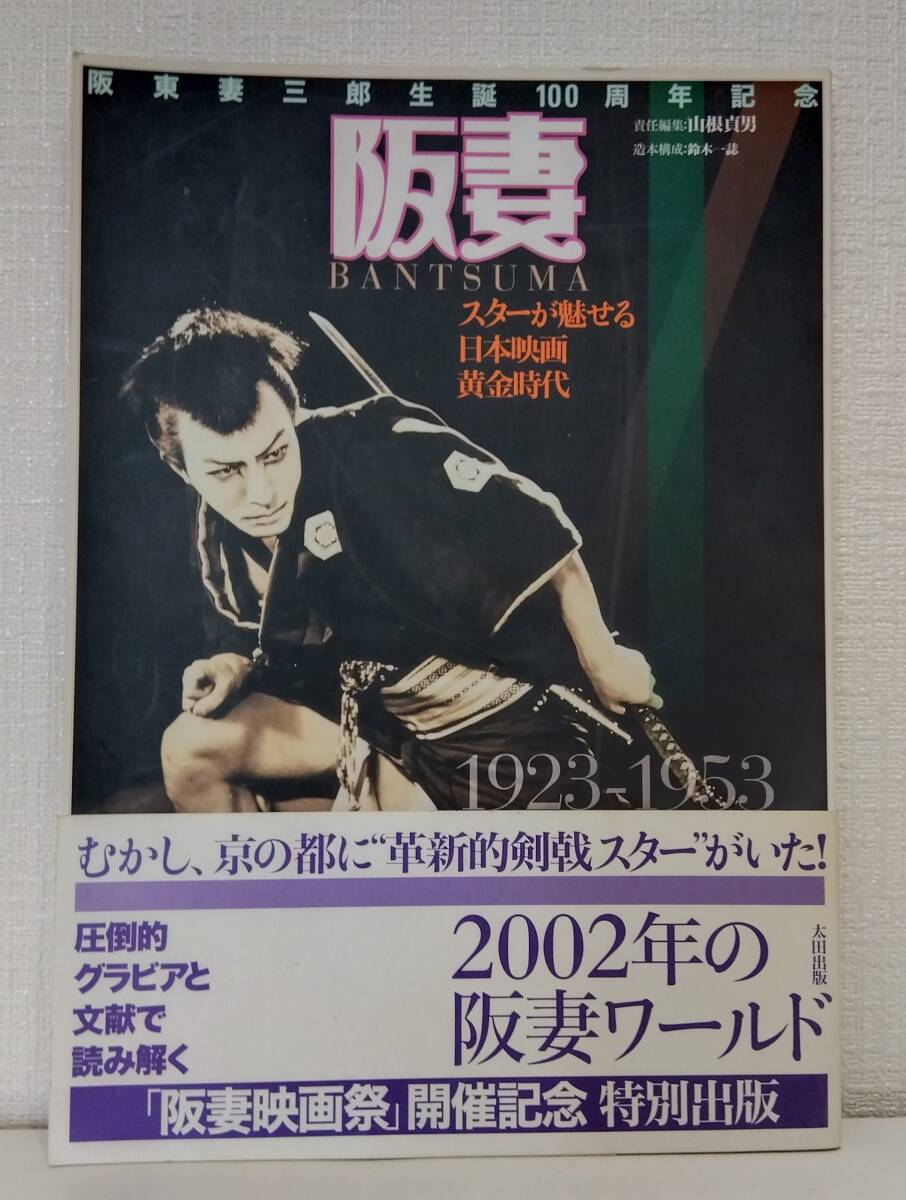 阪東妻三郎生誕100周年記念
責任編集:山根貞男
造本構成:鈴木一誌
阪妻
BANTSUMA
スターが魅せる
日本映画
黄金時代
1923-1953
むかし、京の都に“革新的剣戟スター”がいた!
圧倒的
グラビアと
文献で
読み解く
2002年の
阪妻ワールド
太田出版
「阪妻映画祭」開催記念 特別出版